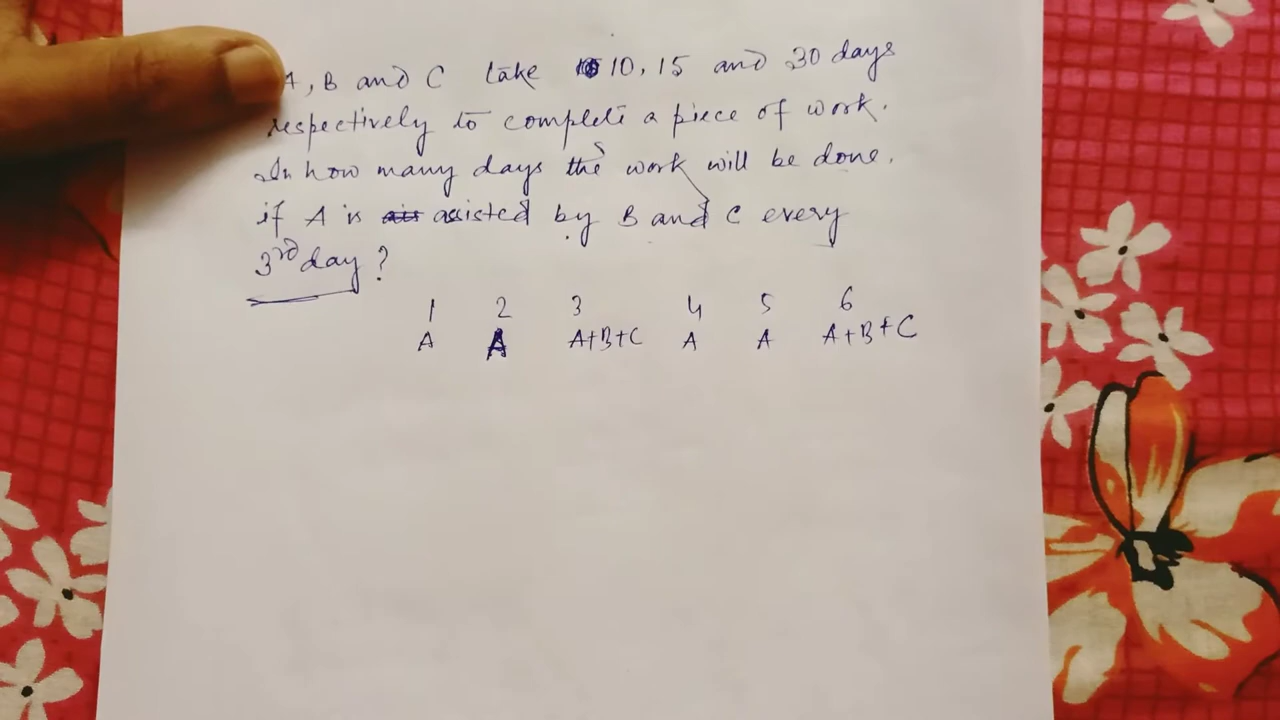 A, B and C take 10, 15 and 30 days
respectively to complete a piece of work.
In how many days the work will be done.
if A is assisted by B and C every
3rd day?
1 2 3 4 5 6
A A A+B+C A A A+B+C